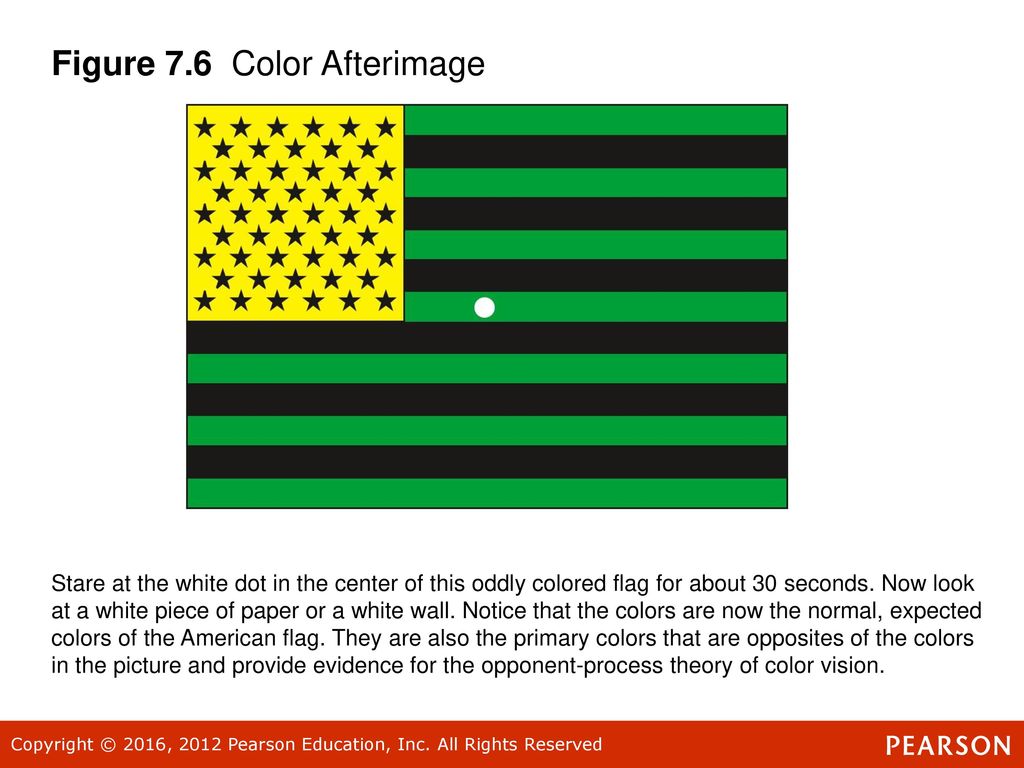 Figure 7.6 Color Afterimage
Stare at the white dot in the center of this oddly colored flag for about 30 seconds. Now look
at a white piece of paper or a white wall. Notice that the colors are now the normal, expected
colors of the American flag. They are also the primary colors that are opposites of the colors
in the picture and provide evidence for the opponent-process theory of color vision.
Copyright © 2016, 2012 Pearson Education, Inc. All Rights Reserved
PEARSON